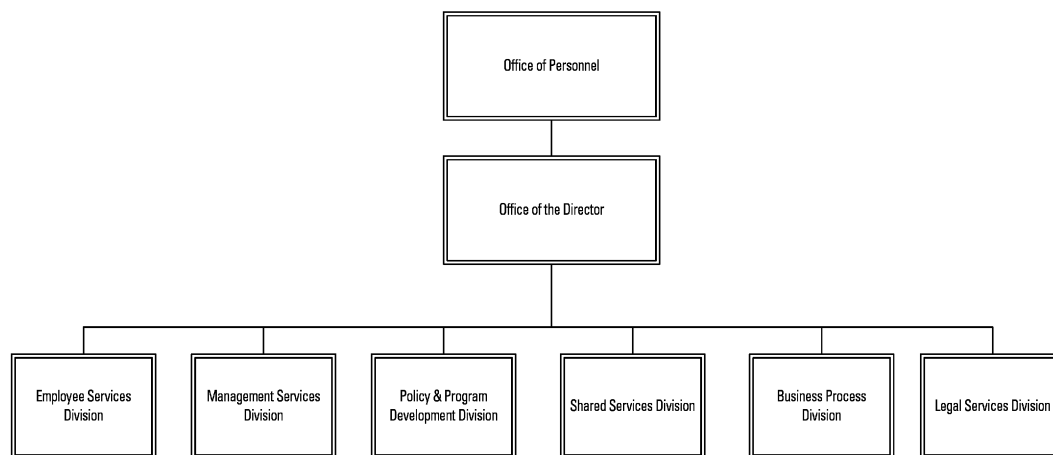 Office of Personnel
Office of the Director
Employee Services
Division
Management Services
Division
Policy & Program
Development Division
Shared Services Division
Business Process
Division
Legal Services Division